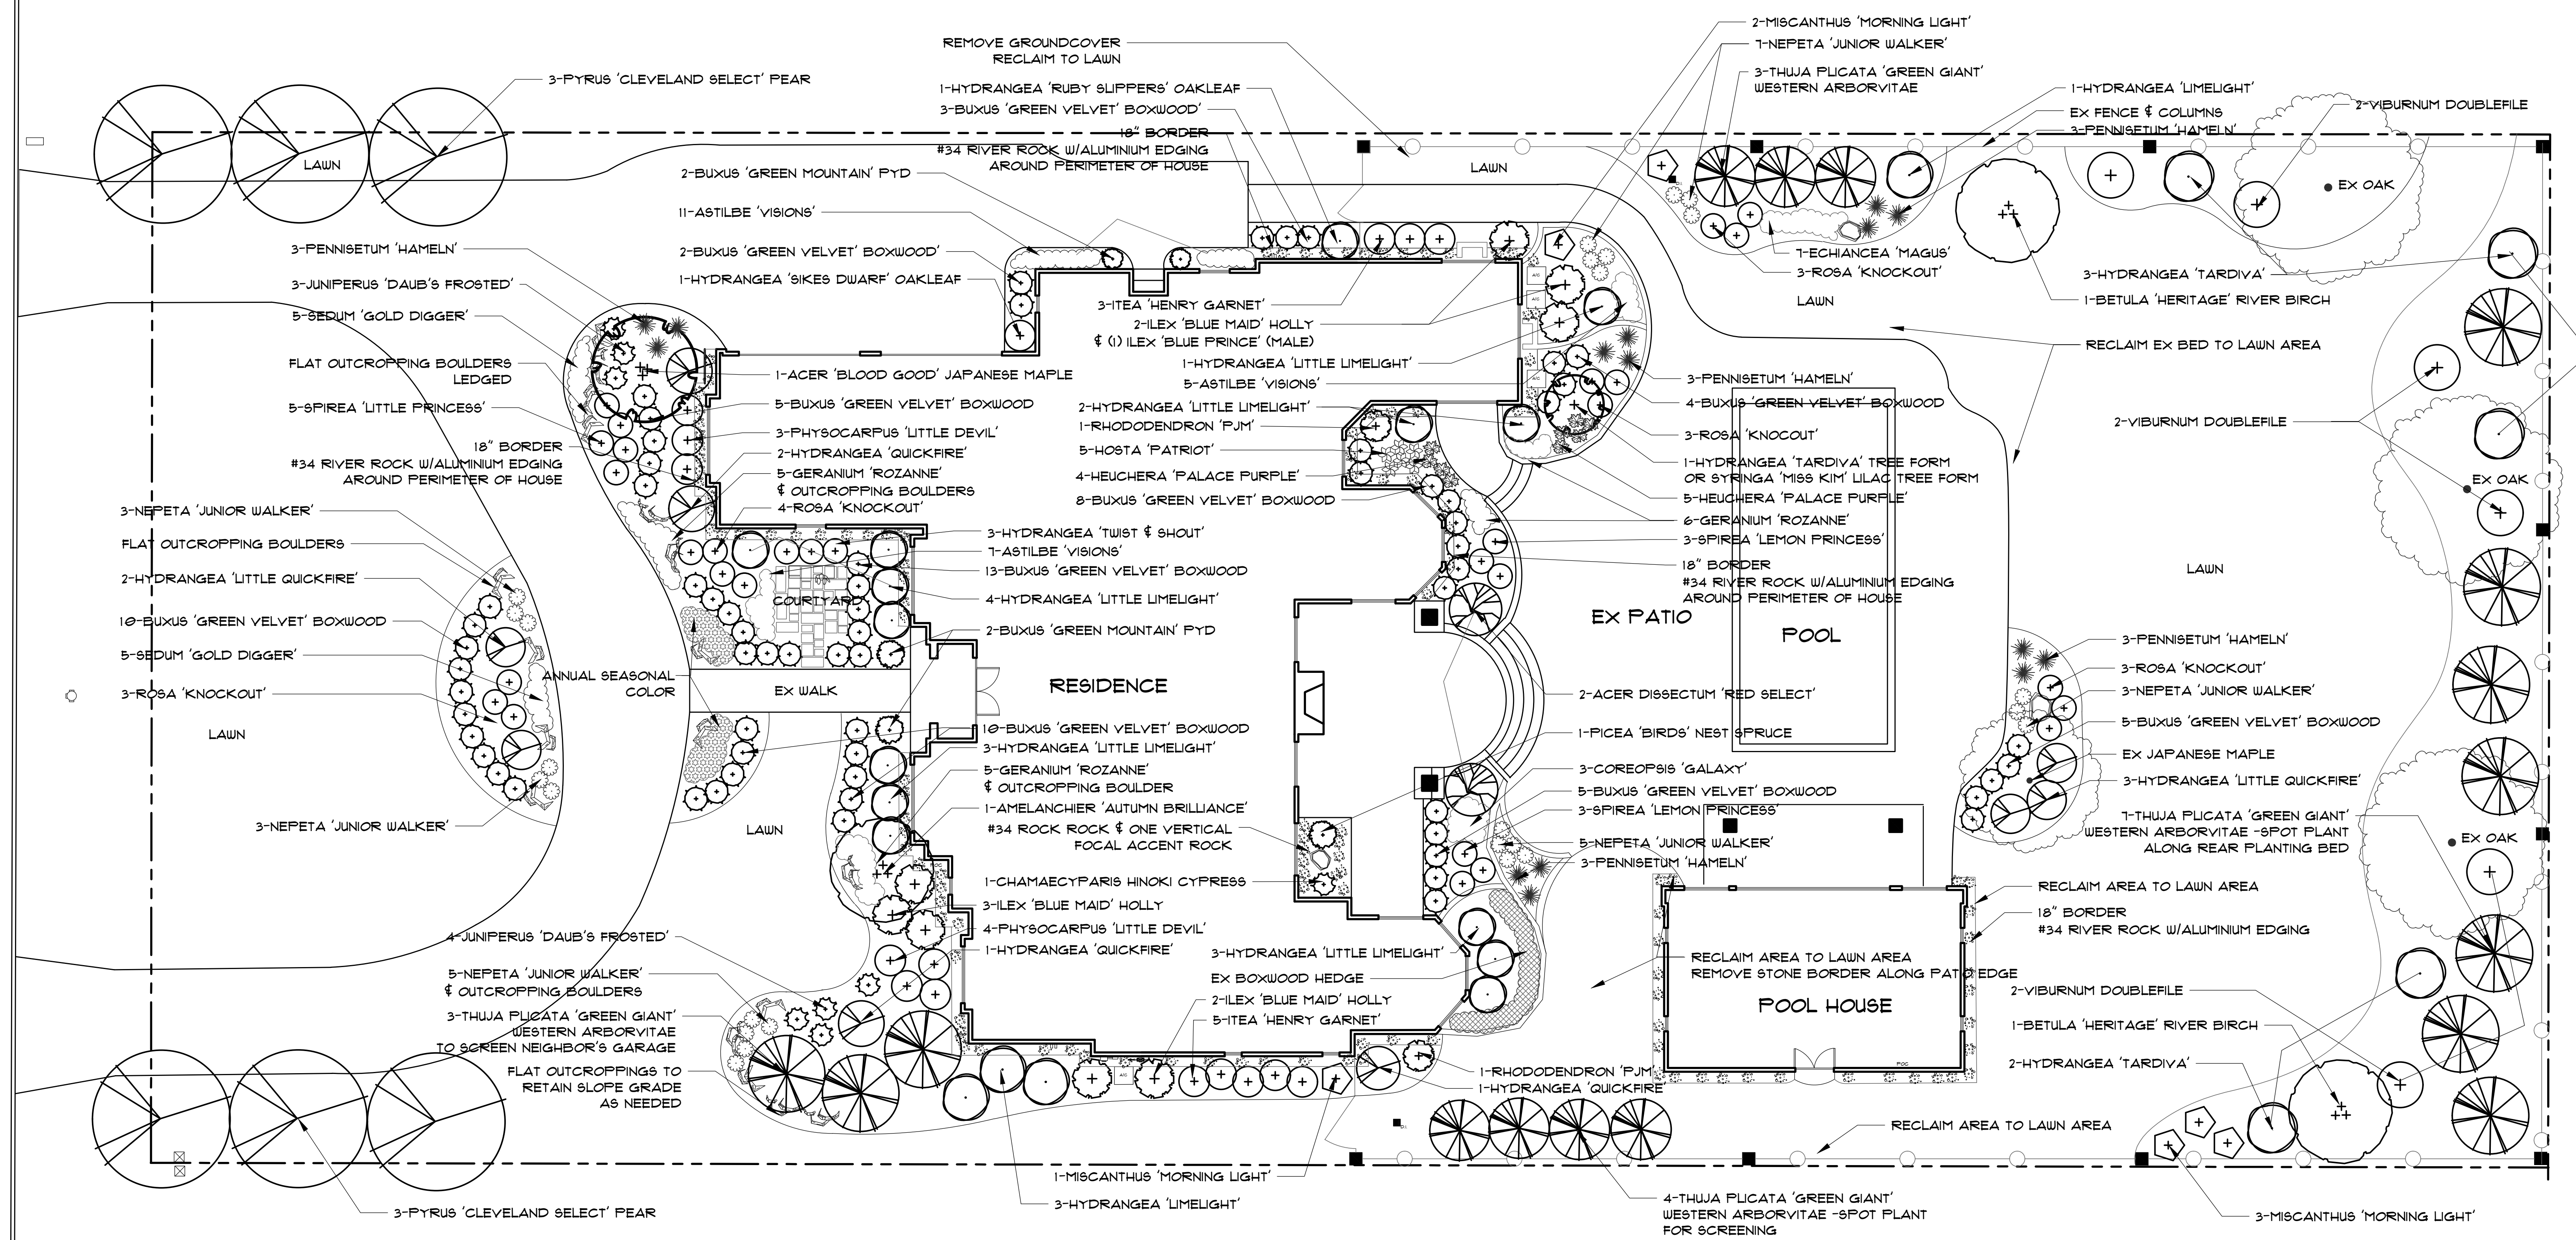 3-PYRUS 'CLEVELAND SELECT' PEAR
LAWN
REMOVE GROUNDCOVER
RECLAIM TO LAWN
1-HYDRANGEA 'RUBY SLIPPERS' OAKLEAF
3-BUXUS 'GREEN VELVET' BOXWOOD'
18" BORDER
#34 RIVER ROCK W/ALUMINIUM EDGING
AROUND PERIMETER OF HOUSE
2-BUXUS 'GREEN MOUNTAIN' PYD
11-ASTILBE 'VISIONS'
2-BUXUS 'GREEN VELVET' BOXWOOD'
1-HYDRANGEA 'SIKES DWARF' OAKLEAF
LAWN
2-MISCANTHUS 'MORNING LIGHT'
7-NEPETA 'JUNIOR WALKER'
3-THUJA PLICATA 'GREEN GIANT'
WESTERN ARBORVITAE
1-HYDRANGEA 'LIMELIGHT'
EX FENCE & COLUMNS
3-PENNISETUM 'HAMELN'
2-VIBURNUM DOUBLEFILE
EX OAK
7-ECHIANCEA 'MAGUS'
3-ROSA 'KNOCKOUT'
LAWN
3-HYDRANGEA 'TARDIVA'
1-BETULA 'HERITAGE' RIVER BIRCH
RECLAIM EX BED TO LAWN AREA
2-VIBURNUM DOUBLEFILE
EX OAK
LAWN
3-PENNISETUM 'HAMELN'
3-JUNIPERUS 'DAUB'S FROSTED'
5-SEDUM 'GOLD DIGGER'
FLAT OUTCROPPING BOULDERS
LEDGED
5-SPIREA 'LITTLE PRINCESS'
18" BORDER
#34 RIVER ROCK W/ALUMINIUM EDGING
AROUND PERIMETER OF HOUSE
3-NEPETA 'JUNIOR WALKER'
FLAT OUTCROPPING BOULDERS
2-HYDRANGEA 'LITTLE QUICKFIRE'
10-BUXUS 'GREEN VELVET' BOXWOOD
5-SEDUM 'GOLD DIGGER'
3-ROSA 'KNOCKOUT'
LAWN
3-NEPETA 'JUNIOR WALKER'
1-ACER 'BLOOD GOOD' JAPANESE MAPLE
5-BUXUS 'GREEN VELVET' BOXWOOD
3-PHYSOCARPUS 'LITTLE DEVIL'
2-HYDRANGEA 'QUICKFIRE'
5-GERANIUM 'ROZANNE'
& OUTCROPPING BOULDERS
4-ROSA 'KNOCKOUT'
3-HYDRANGEA 'TWIST & SHOUT'
7-ASTILBE 'VISIONS'
13-BUXUS 'GREEN VELVET' BOXWOOD
4-HYDRANGEA 'LITTLE LIMELIGHT'
2-BUXUS 'GREEN MOUNTAIN' PYD
COURTYARD
ANNUAL SEASONAL
COLOR
EX WALK
RESIDENCE
LAWN
3-ITEA 'HENRY GARNET'
2-ILEX 'BLUE MAID' HOLLY
& (1) ILEX 'BLUE PRINCE' (MALE)
1-HYDRANGEA 'LITTLE LIMELIGHT'
5-ASTILBE 'VISIONS'
2-HYDRANGEA 'LITTLE LIMELIGHT'
1-RHODODENDRON 'PJM'
5-HOSTA 'PATRIOT'
4-HEUCHERA 'PALACE PURPLE'
8-BUXUS 'GREEN VELVET' BOXWOOD
A/C
A/C
A/C
A/C
3-PENNISETUM 'HAMELN'
4-BUXUS 'GREEN VELVET' BOXWOOD
3-ROSA 'KNOCOUT'
1-HYDRANGEA 'TARDIVA' TREE FORM
OR SYRINGA 'MISS KIM' LILAC TREE FORM
5-HEUCHERA 'PALACE PURPLE'
6-GERANIUM 'ROZANNE'
3-SPIREA 'LEMON PRINCESS'
18" BORDER
#34 RIVER ROCK W/ALUMINIUM EDGING
AROUND PERIMETER OF HOUSE
EX PATIO
POOL
2-ACER DISSECTUM 'RED SELECT'
1-PICEA 'BIRDS' NEST SPRUCE
3-COREOPSIS 'GALAXY'
5-BUXUS 'GREEN VELVET' BOXWOOD
3-SPIREA 'LEMON PRINCESS'
5-NEPETA 'JUNIOR WALKER'
3-PENNISETUM 'HAMELN'
3-PENNISETUM 'HAMELN'
3-ROSA 'KNOCKOUT'
3-NEPETA 'JUNIOR WALKER'
5-BUXUS 'GREEN VELVET' BOXWOOD
EX JAPANESE MAPLE
3-HYDRANGEA 'LITTLE QUICKFIRE'
7-THUJA PLICATA 'GREEN GIANT'
WESTERN ARBORVITAE -SPOT PLANT
ALONG REAR PLANTING BED
EX OAK
RECLAIM AREA TO LAWN AREA
18" BORDER
#34 RIVER ROCK W/ALUMINIUM EDGING
10-BUXUS 'GREEN VELVET' BOXWOOD
3-HYDRANGEA 'LITTLE LIMELIGHT'
5-GERANIUM 'ROZANNE'
& OUTCROPPING BOULDER
1-AMELANCHIER 'AUTUMN BRILLIANCE'
#34 ROCK ROCK & ONE VERTICAL
FOCAL ACCENT ROCK
1-CHAMAECYPARIS HINOKI CYPRESS
3-ILEX 'BLUE MAID' HOLLY
4-PHYSOCARPUS 'LITTLE DEVIL'
1-HYDRANGEA 'QUICKFIRE'
3-HYDRANGEA 'LITTLE LIMELIGHT'
EX BOXWOOD HEDGE
2-ILEX 'BLUE MAID' HOLLY
5-ITEA 'HENRY GARNET'
4-JUNIPERUS 'DAUB'S FROSTED'
5-NEPETA 'JUNIOR WALKER'
& OUTCROPPING BOULDERS
3-THUJA PLICATA 'GREEN GIANT'
WESTERN ARBORVITAE
TO SCREEN NEIGHBOR'S GARAGE
FLAT OUTCROPPINGS TO
RETAIN SLOPE GRADE
AS NEEDED
RECLAIM AREA TO LAWN AREA
REMOVE STONE BORDER ALONG PATIO EDGE
POOL HOUSE
1-RHODODENDRON 'PJM'
1-HYDRANGEA 'QUICKFIRE'
2-VIBURNUM DOUBLEFILE
1-BETULA 'HERITAGE' RIVER BIRCH
2-HYDRANGEA 'TARDIVA'
RECLAIM AREA TO LAWN AREA
1-MISCANTHUS 'MORNING LIGHT'
3-HYDRANGEA 'LIMELIGHT'
3-PYRUS 'CLEVELAND SELECT' PEAR
4-THUJA PLICATA 'GREEN GIANT'
WESTERN ARBORVITAE -SPOT PLANT
FOR SCREENING
3-MISCANTHUS 'MORNING LIGHT'